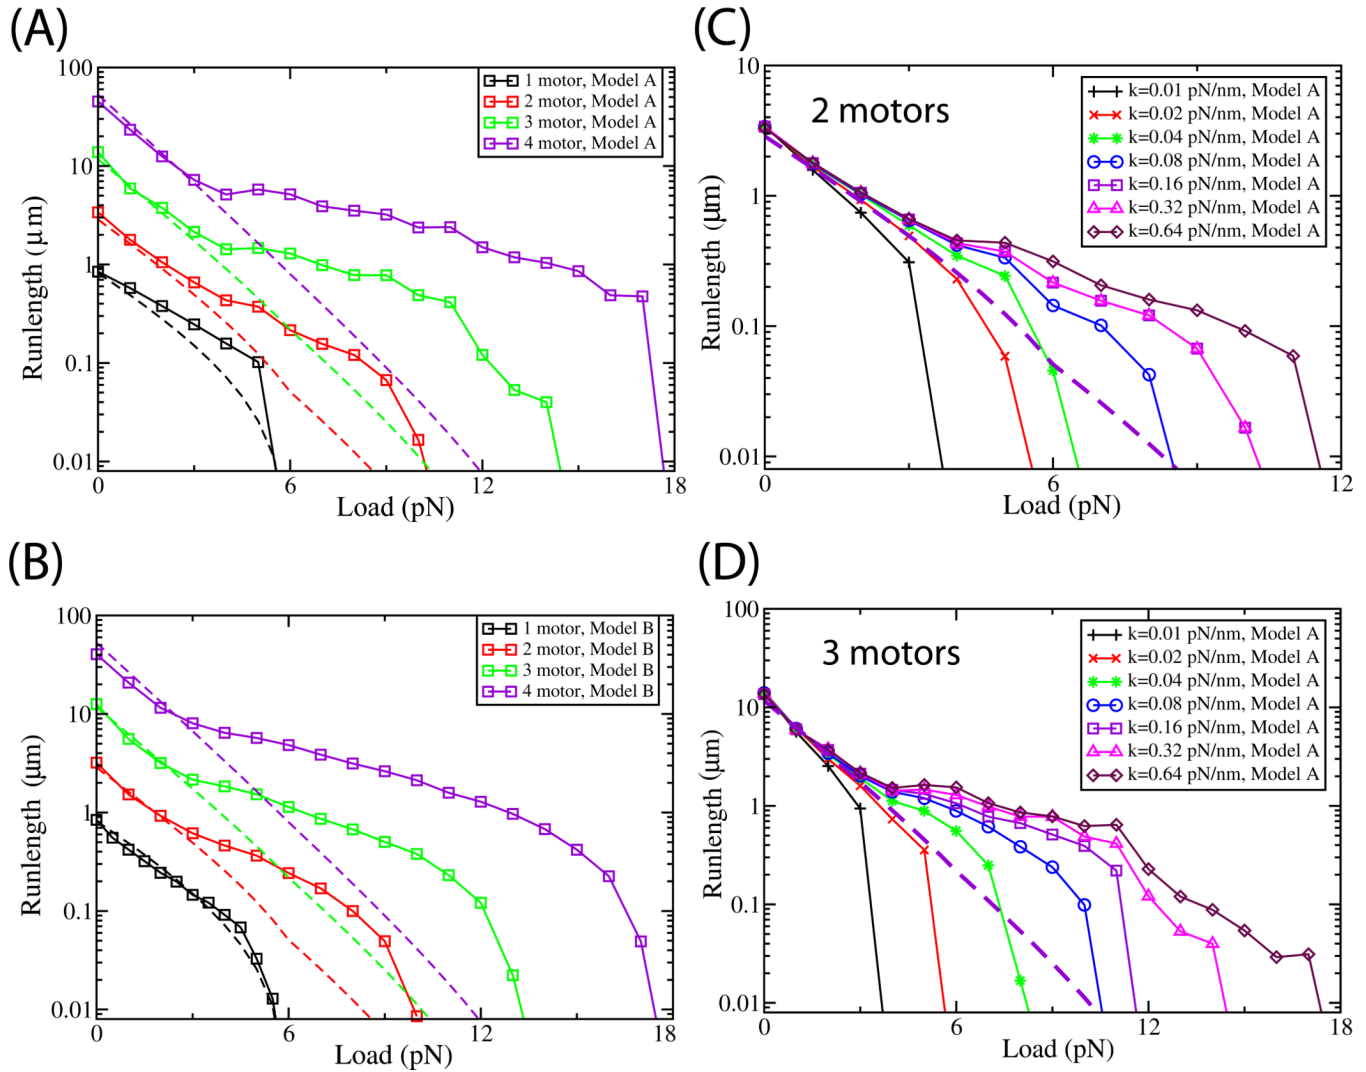 (A)
100
10
1
0.1
0.01
Runlength (μ m)
1 motor, Model A
2 motor, Model A
3 motor, Model A
4 motor, Model A
0
6
12
18
Load (pN)
(C)
10
1
0.1
0.01
Runlength (μm)
2 motors
k=0.01 pN/nm, Model A
k=0.02 pN/nm, Model A
k=0.04 pN/nm, Model A
k=0.08 pN/nm, Model A
k=0.16 pN/nm, Model A
k=0.32 pN/nm, Model A
k=0.64 pN/nm, Model A
0
6
12
Load (pN)
(B)
100
10
1
0.1
0.01
Runlength (μm)
1 motor, Model B
2 motor, Model B
3 motor, Model B
4 motor, Model B
0
6
12
18
Load (pN)
(D)
100
10
1
0.1
0.01
Runlength (μm)
3 motors
k=0.01 pN/nm, Model A
k=0.02 pN/nm, Model A
k=0.04 pN/nm, Model A
k=0.08 pN/nm, Model A
k=0.16 pN/nm, Model A
k=0.32 pN/nm, Model A
k=0.64 pN/nm, Model A
0
6
12
18
Load (pN)